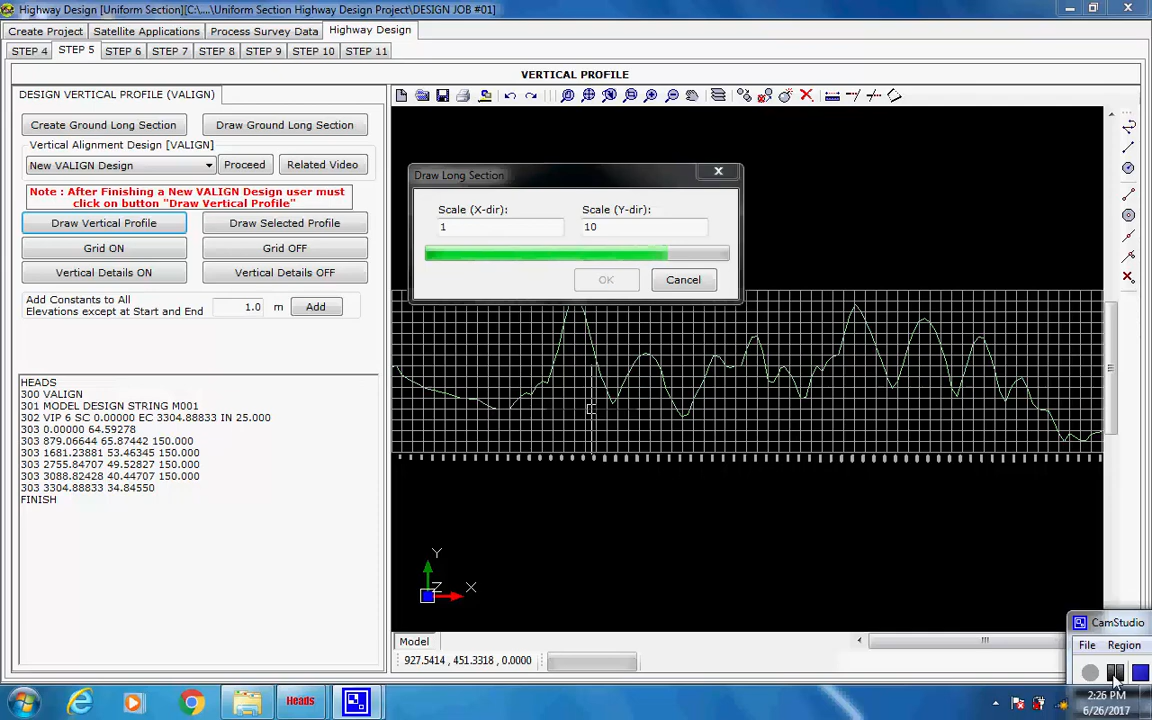 Highway Design [Uniform Section][C:\...\Uniform Section Highway Design Project\DESIGN JOB #01]
Create Project
Satellite Applications
Process Survey Data
Highway Design
STEP 4
STEP 5
STEP 6
STEP 7
STEP 8
STEP 9
STEP 10
STEP 11
VERTICAL PROFILE
DESIGN VERTICAL PROFILE (VALIGN)
Create Ground Long Section
Draw Ground Long Section
Vertical Alignment Design [VALIGN]
New VALIGN Design
Proceed
Related Video
Note : After Finishing a New VALIGN Design user must
click on button "Draw Vertical Profile"
Draw Vertical Profile
Draw Selected Profile
Grid ON
Grid OFF
Vertical Details ON
Vertical Details OFF
Add Constants to All
Elevations except at Start and End
1.0
m
Add
HEADS
300 VALIGN
301 MODEL DESIGN STRING M001
302 VIP 6 SC 0.00000 EC 3304.88833 IN 25.000
303 0.00000 64.59278
303 879.06644 65.87442 150.000
303 1681.23881 53.46345 150.000
303 2755.84707 49.52827 150.000
303 3088.82428 40.44707 150.000
303 3304.88833 34.84550
FINISH
Draw Long Section
Scale (X-dir):
Scale (Y-dir):
1
10
OK
Cancel
Y
Z
X
Model
927.5414 , 451.3318 , 0.0000
CamStudio
File
Region
Heads
2:26 PM
6/26/2017